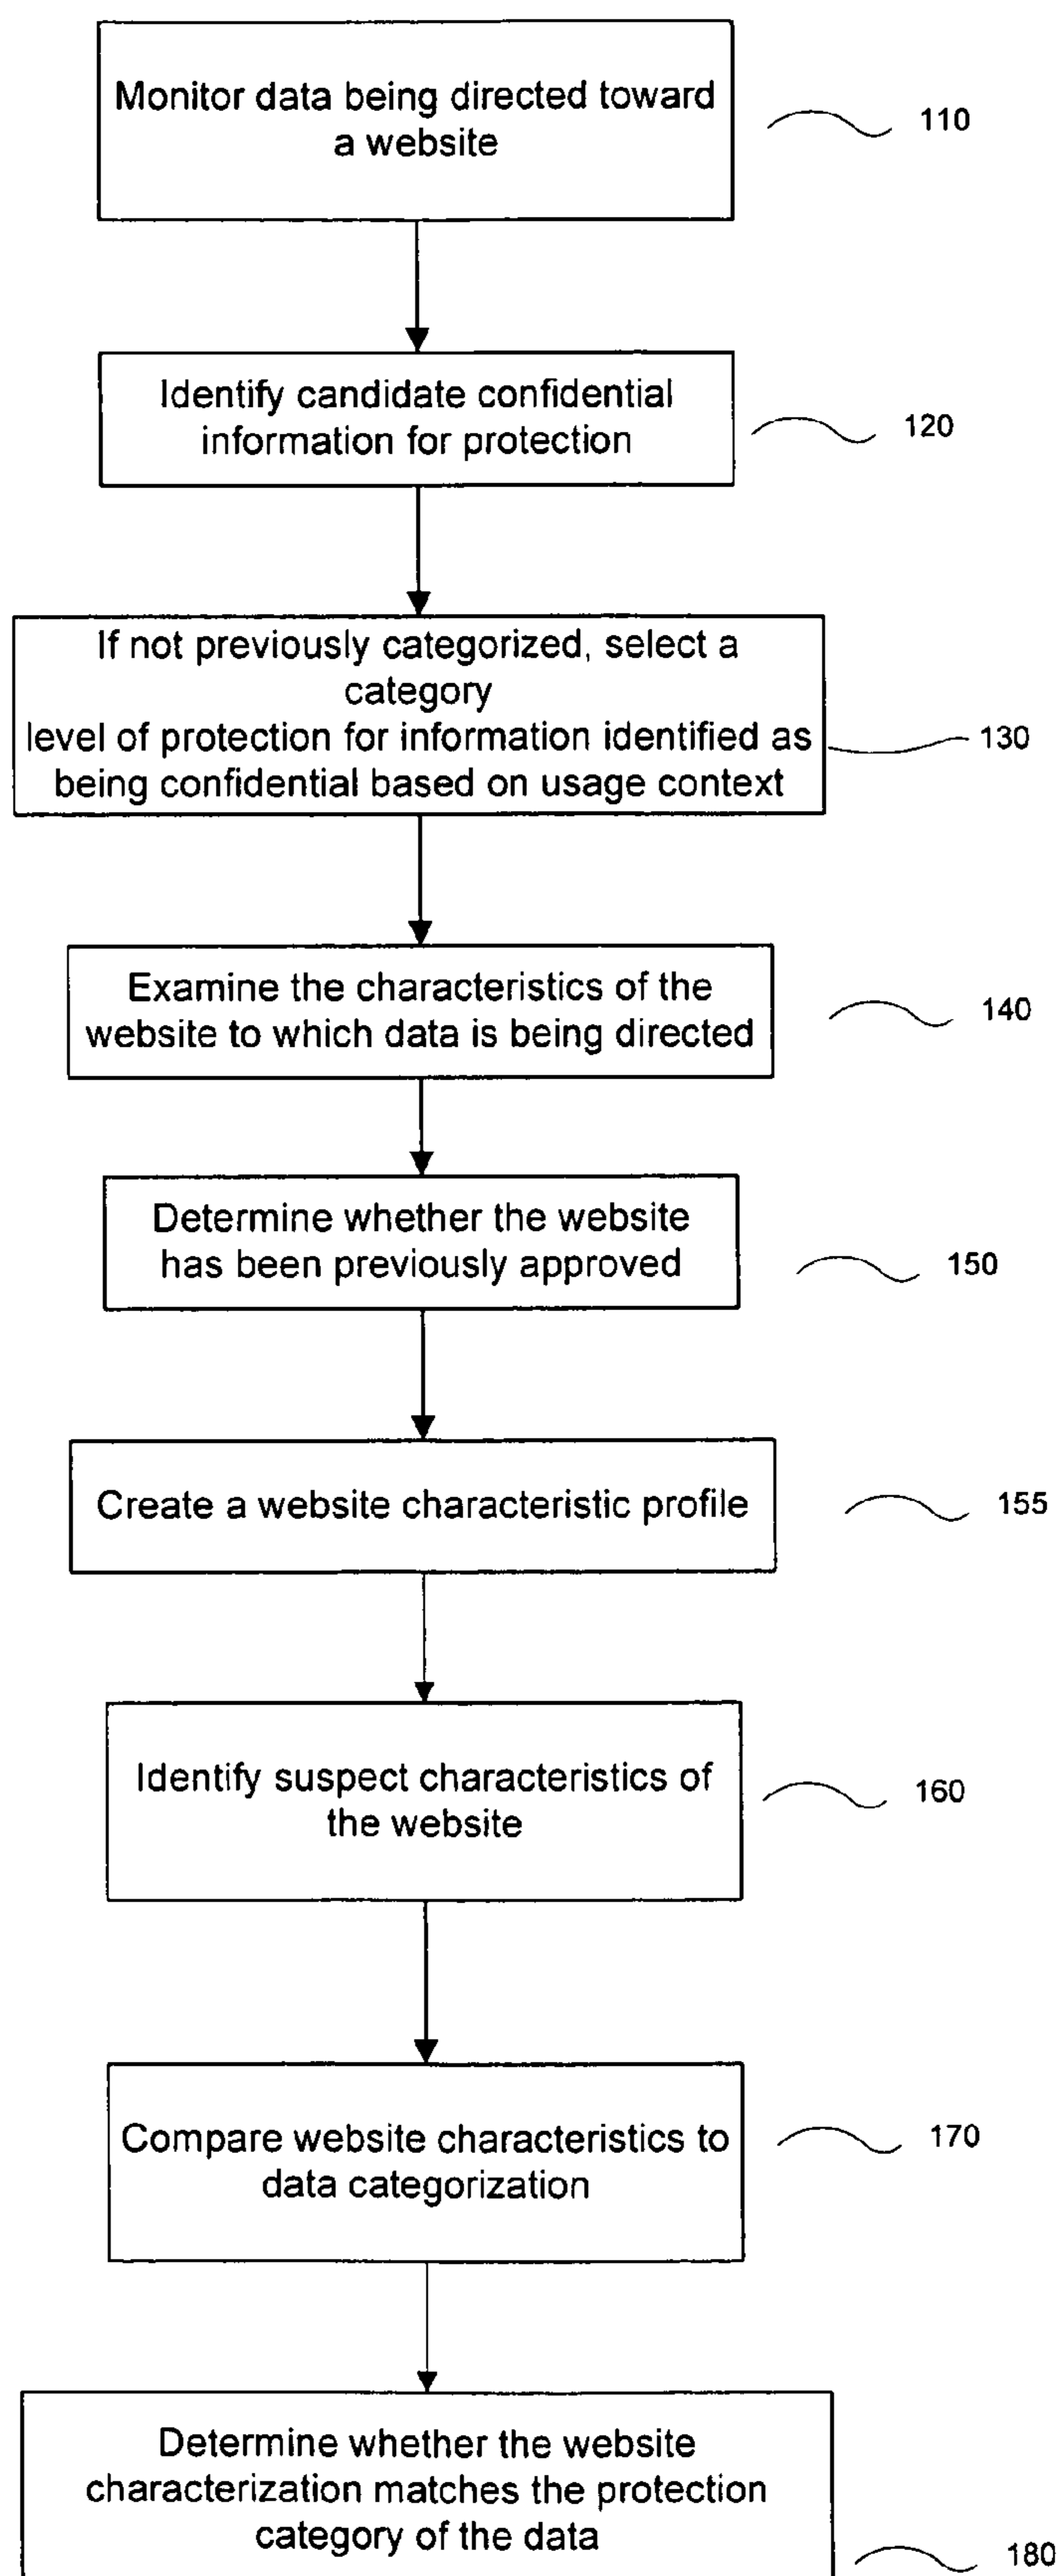 Monitor data being directed toward
a website
110
Identify candidate confidential
information for protection
120
If not previously categorized, select a
category
level of protection for information identified as
being confidential based on usage context
130
Examine the characteristics of the
website to which data is being directed
140
Determine whether the website
has been previously approved
150
Create a website characteristic profile
155
Identify suspect characteristics of
the website
160
Compare website characteristics to
data categorization
170
Determine whether the website
characterization matches the protection
category of the data
180